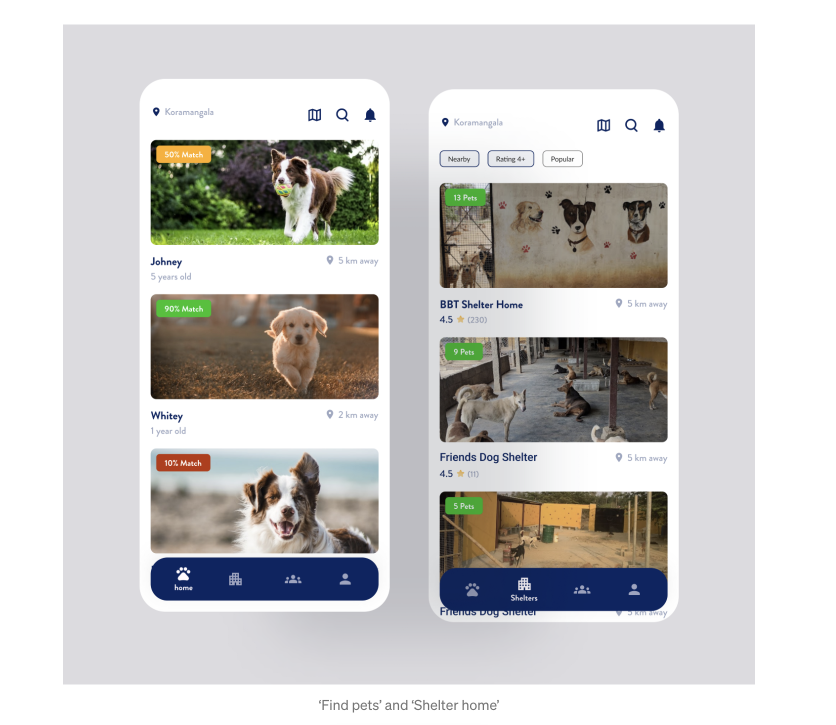 Koramangala
50% Match
Johney
5 km away
5 years old
90% Match
Whitey
2 km away
1 year old
10% Match
home
Koramangala
Nearby
Rating 4+
Popular
13 Pets
BBT Shelter Home
5 km away
4.5 (230)
9 Pets
Friends Dog Shelter
5 km away
4.5 (11)
5 Pets
Shelters
Friends Dog Shelter
5 km away
‘Find pets’ and ‘Shelter home’